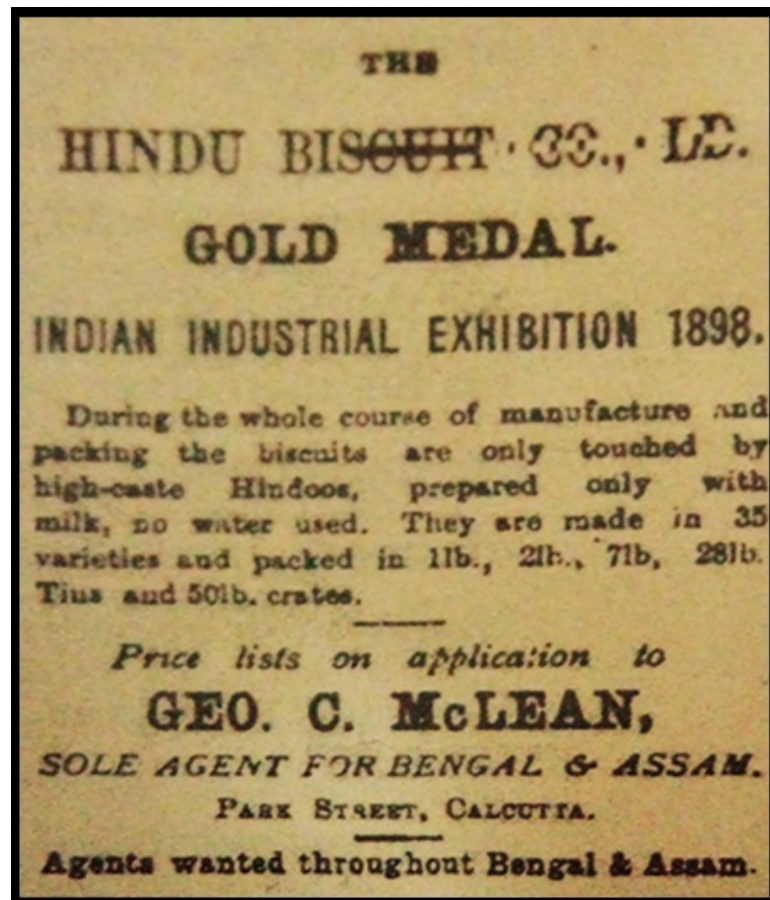 THE
HINDU BISCUIT · CO., · LD.
GOLD MEDAL.
INDIAN INDUSTRIAL EXHIBITION 1898.
During the whole course of manufacture and
packing the biscuits are only touched by
high-caste Hindoos, prepared only with
milk, no water used. They are made in 35
varieties and packed in 1lb., 2lb., 7lb, 28lb.
Tins and 50lb. crates.
Price lists on application to
GEO. C. McLEAN,
SOLE AGENT FOR BENGAL & ASSAM.
PARK STREET, CALCUTTA.
Agents wanted throughout Bengal & Assam.